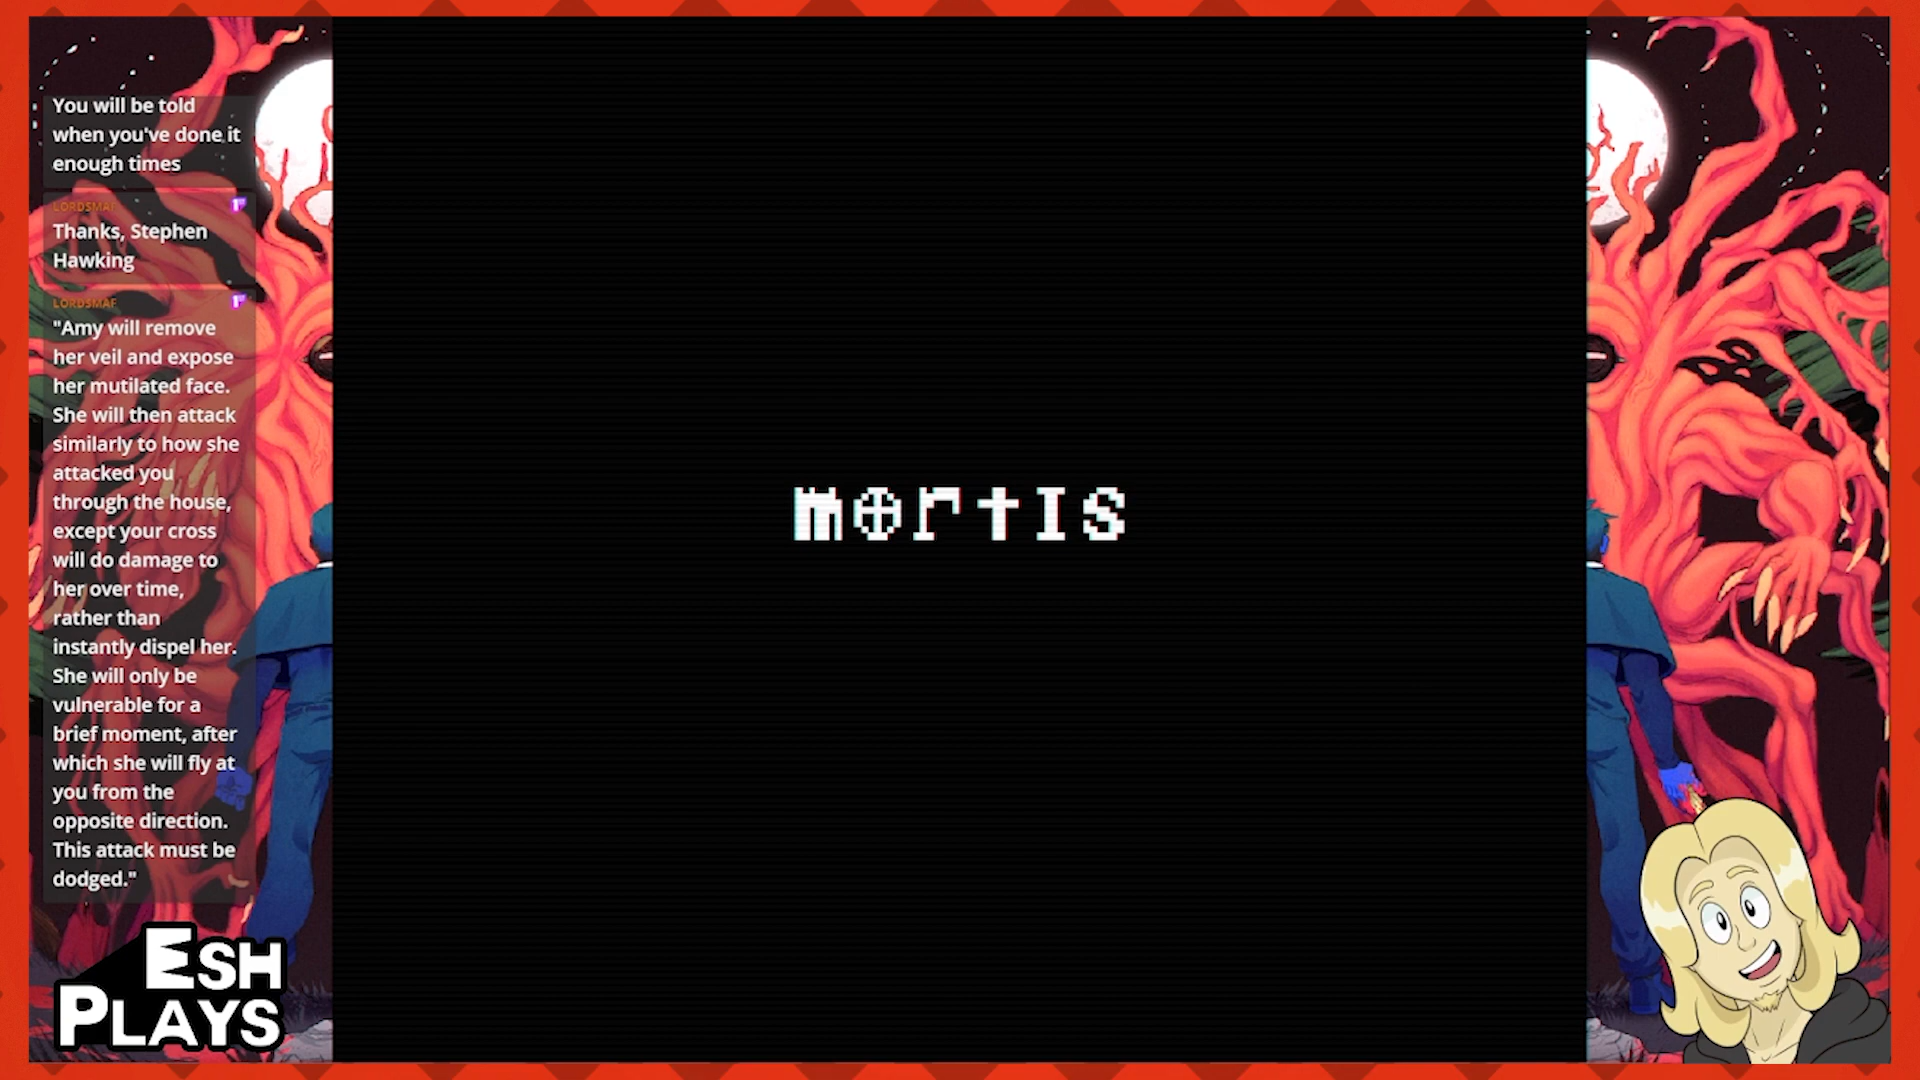 You will be told
when you've done it
enough times
LORDSMAF
Thanks, Stephen
Hawking
LORDSMAF
"Amy will remove
her veil and expose
her mutilated face.
She will then attack
similarly to how she
attacked you
through the house,
except your cross
will do damage to
her over time,
rather than
instantly dispel her.
She will only be
vulnerable for a
brief moment, after
which she will fly at
you from the
opposite direction.
This attack must be
dodged."
mortIs
ESH
PLAYS